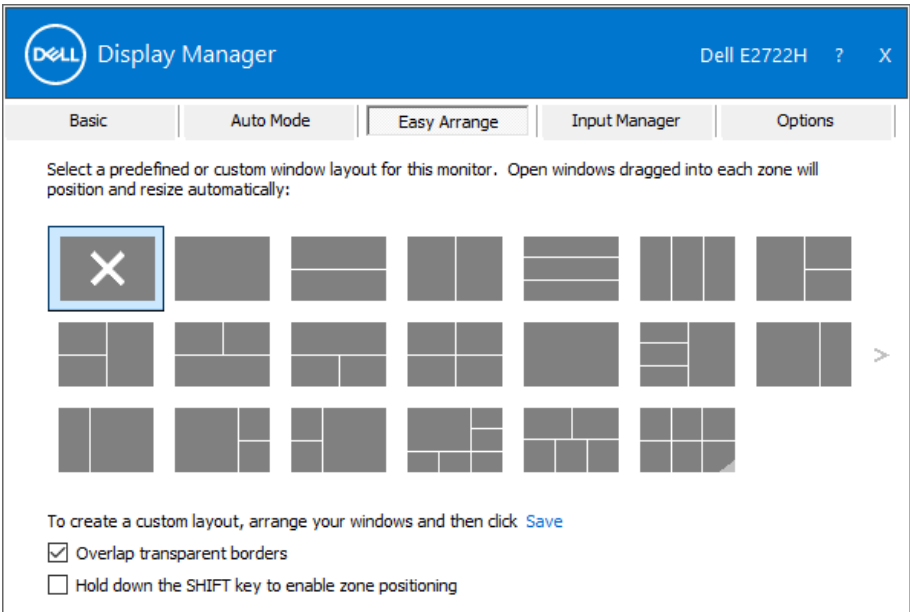 DELL Display Manager Dell E2722H ? X
Basic Auto Mode Easy Arrange Input Manager Options
Select a predefined or custom window layout for this monitor. Open windows dragged into each zone will
position and resize automatically:
>
To create a custom layout, arrange your windows and then click Save
Overlap transparent borders
Hold down the SHIFT key to enable zone positioning